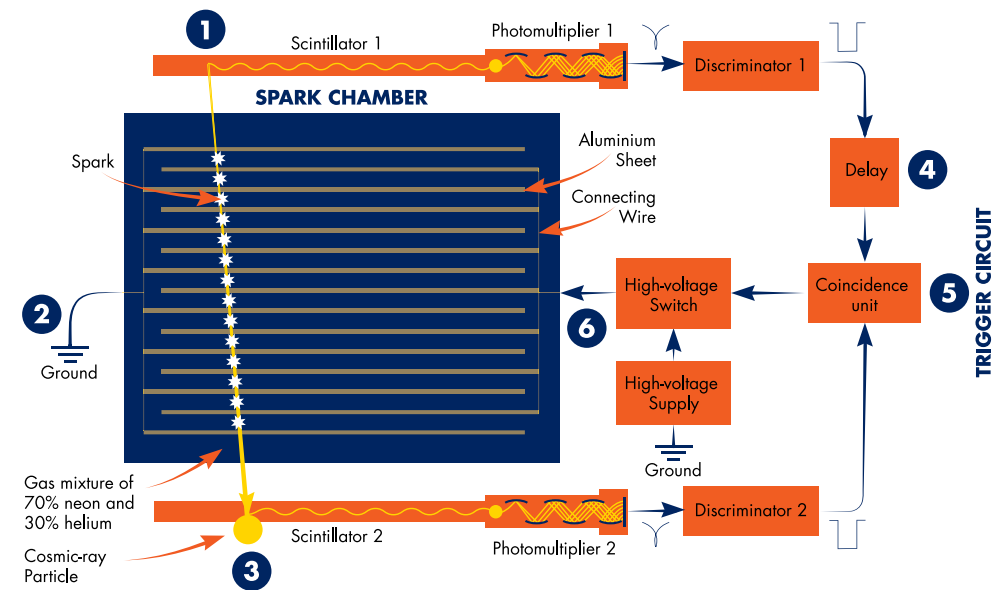 1
Scintillator 1
Photomultiplier 1
Discriminator 1
SPARK CHAMBER
Spark
Aluminium
Sheet
Connecting
Wire
Delay
4
TRIGGER CIRCUIT
2
Ground
High-voltage
Switch
6
Coincidence
unit
5
High-voltage
Supply
Ground
Gas mixture of
70% neon and
30% helium
Cosmic-ray
Particle
3
Scintillator 2
Photomultiplier 2
Discriminator 2